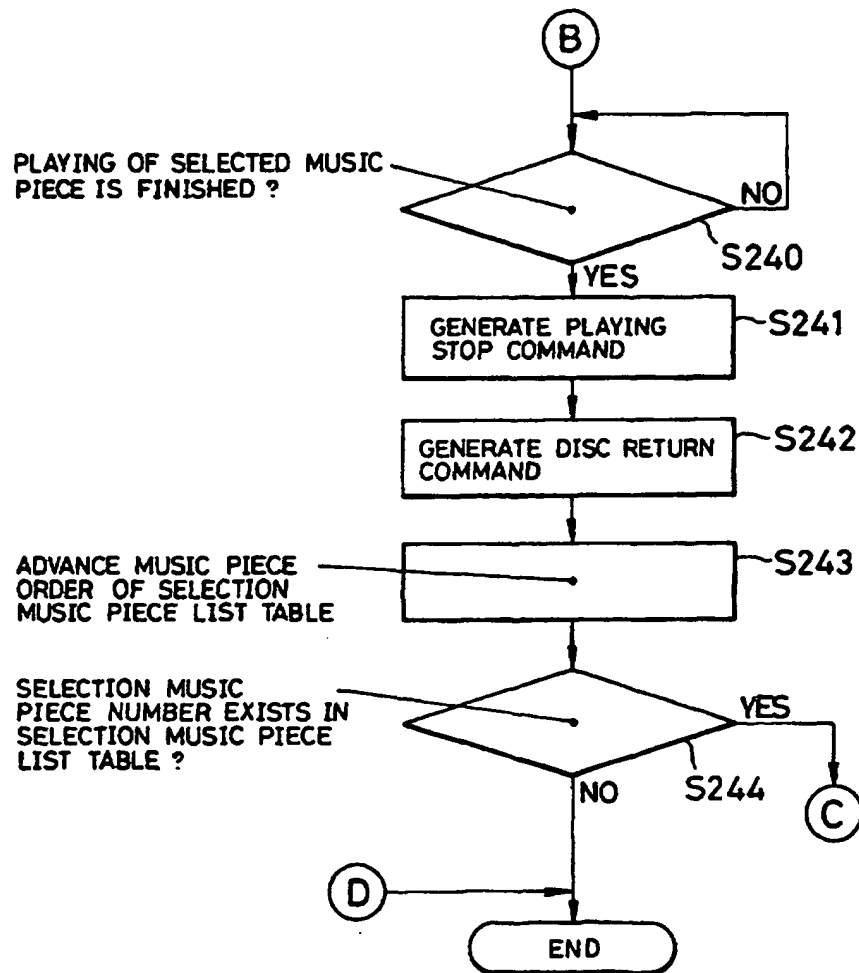 B
PLAYING OF SELECTED MUSIC
PIECE IS FINISHED ?
NO
S240
YES
GENERATE PLAYING
STOP COMMAND
S241
GENERATE DISC RETURN
COMMAND
S242
ADVANCE MUSIC PIECE
ORDER OF SELECTION
MUSIC PIECE LIST TABLE
S243
SELECTION MUSIC
PIECE NUMBER EXISTS IN
SELECTION MUSIC PIECE
LIST TABLE ?
YES
S244
NO
C
D
END